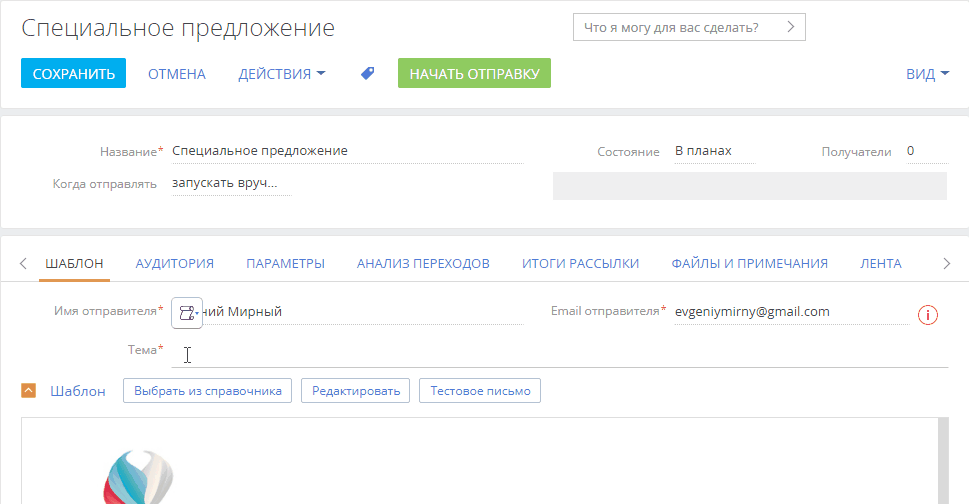 Специальное предложение
Что я могу для вас сделать?
СОХРАНИТЬ ОТМЕНА ДЕЙСТВИЯ НАЧАТЬ ОТПРАВКУ ВИД
Название* Специальное предложение Состояние В планах Получатели 0
Когда отправлять запускать вруч...
ШАБЛОН АУДИТОРИЯ ПАРАМЕТРЫ АНАЛИЗ ПЕРЕХОДОВ ИТОГИ РАССЫЛКИ ФАЙЛЫ И ПРИМЕЧАНИЯ ЛЕНТА
Имя отправителя* ний Мирный Email отправителя* evgeniymirny@gmail.com
Тема*
Шаблон Выбрать из справочника Редактировать Тестовое письмо